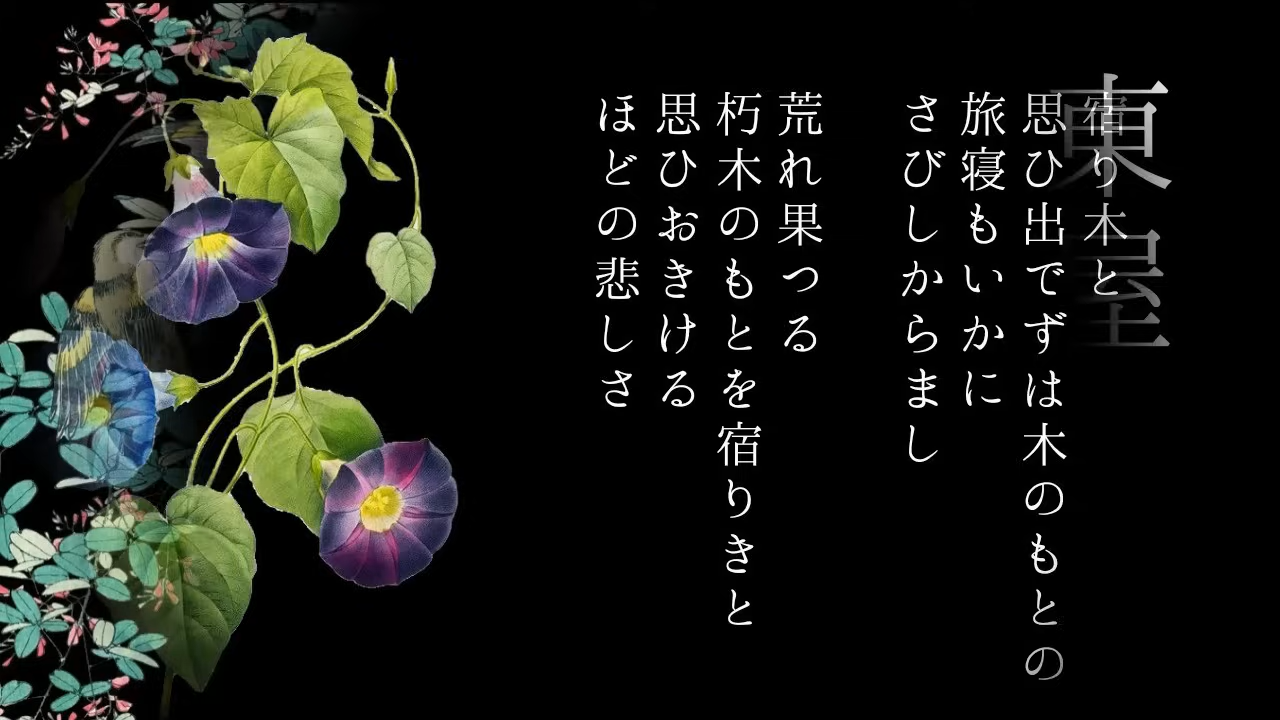 東屋
宿り木と
思ひ出でずは木のもとの
旅寝もいかに
さびしからまし
荒れ果つる
朽木のもとを宿りきと
思ひおきける
ほどの悲しさ